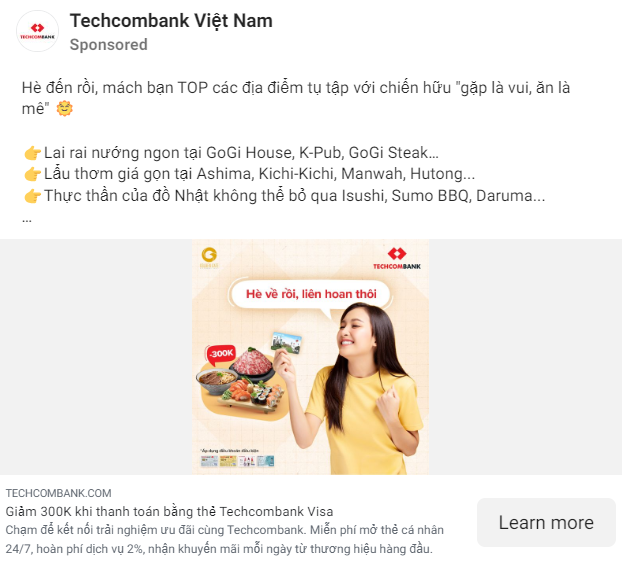 Techcombank Việt Nam
Sponsored
Hè đến rồi, mách bạn TOP các địa điểm tụ tập với chiến hữu "gặp là vui, ăn là
mê" 🌞
👉Lai rai nướng ngon tại GoGi House, K-Pub, GoGi Steak…
👉Lẩu thơm giá gọn tại Ashima, Kichi-Kichi, Manwah, Hutong...
👉Thực thần của đồ Nhật không thể bỏ qua Isushi, Sumo BBQ, Daruma...
...
TECHCOMBANK
Hè về rồi, liên hoan thôi
-300K
*Áp dụng điều khoản điều kiện
TECHCOMBANK.COM
Giảm 300K khi thanh toán bằng thẻ Techcombank Visa
Chạm để kết nối trải nghiệm ưu đãi cùng Techcombank. Miễn phí mở thẻ cá nhân
24/7, hoàn phí dịch vụ 2%, nhận khuyến mãi mỗi ngày từ thương hiệu hàng đầu.
Learn more